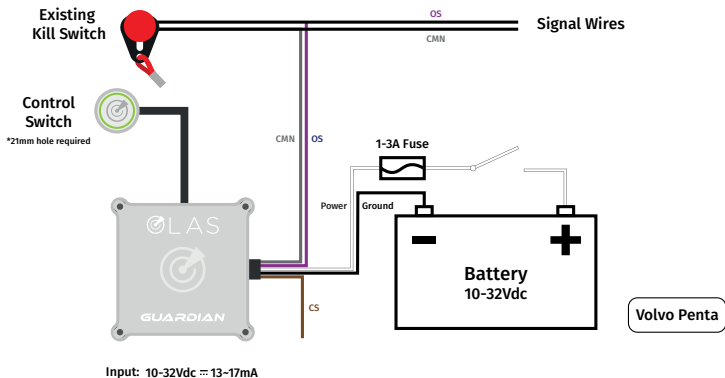 Existing
Kill Switch
OS
CMN
Signal Wires
Control
Switch
*21mm hole required
CMN
OS
1-3A Fuse
Power
Ground
OLAS
GUARDIAN
CS
Battery
10-32Vdc
Volvo Penta
Input: 10-32Vdc ⎓ 13~17mA